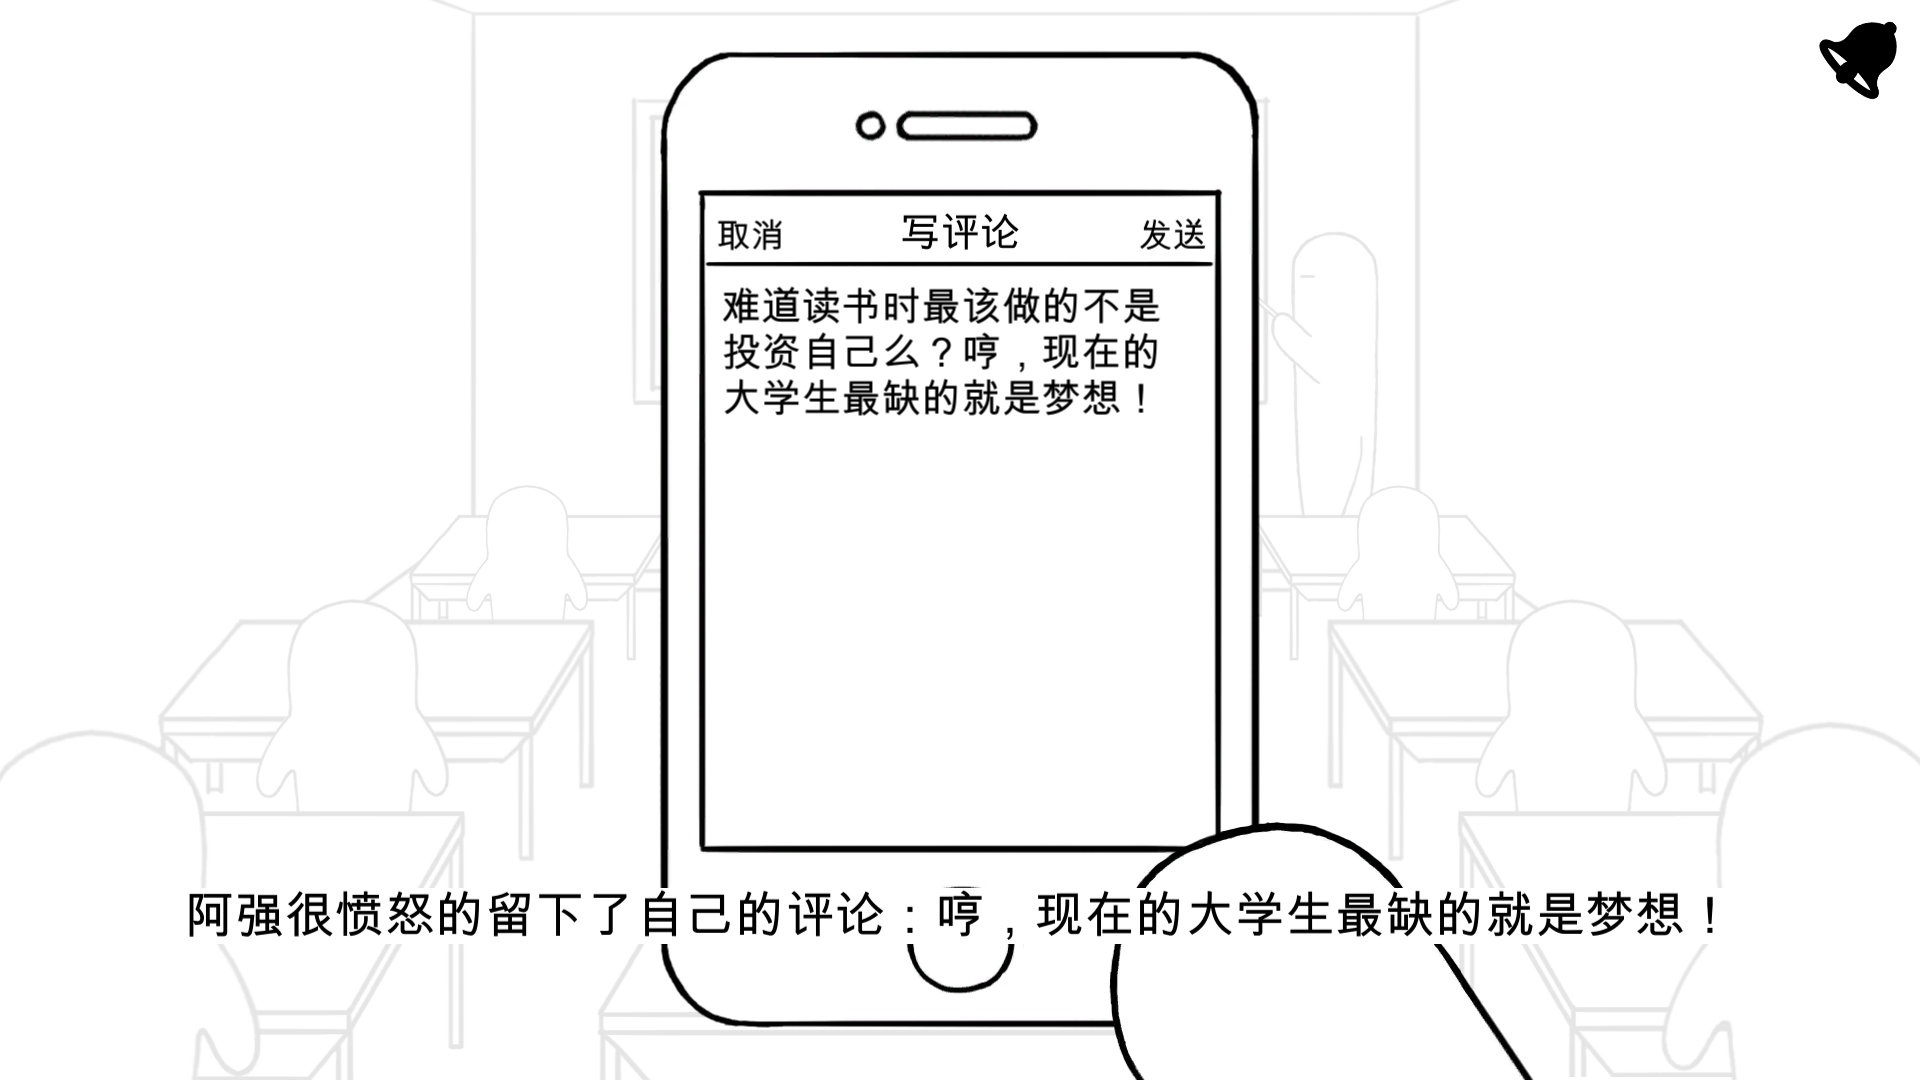 取消 写评论 发送
难道读书时最该做的不是
投资自己么？哼，现在的
大学生最缺的就是梦想！
阿强很愤怒的留下了自己的评论：哼，现在的大学生最缺的就是梦想！